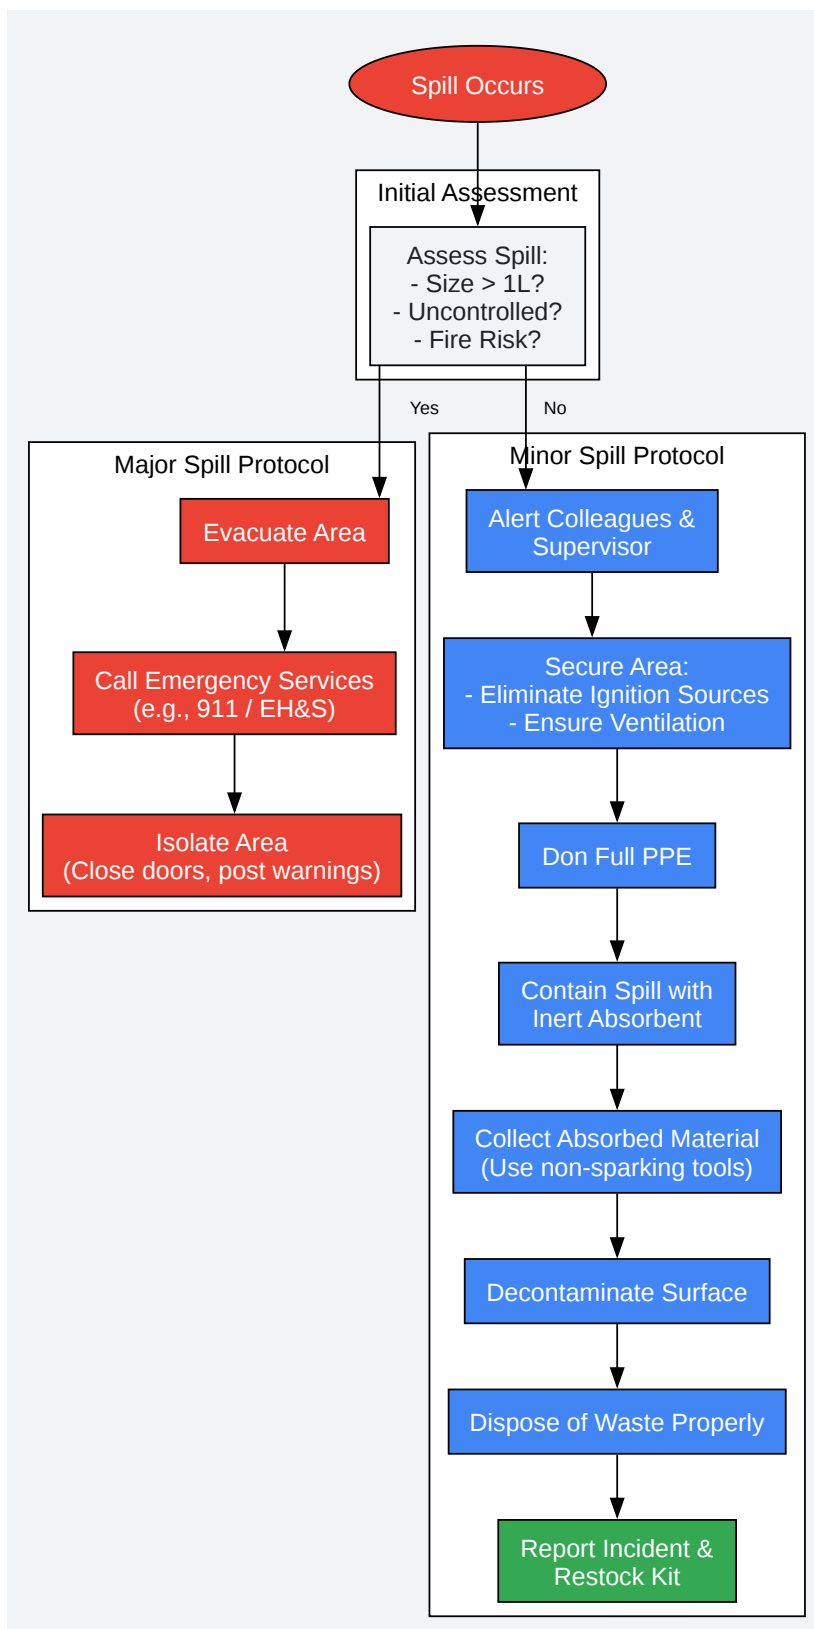 Spill Occurs
Initial Assessment
Assess Spill:
- Size > 1L?
- Uncontrolled?
- Fire Risk?
Yes
No
Major Spill Protocol
Evacuate Area
Call Emergency Services
(e.g., 911 / EH&S)
Isolate Area
(Close doors, post warnings)
Minor Spill Protocol
Alert Colleagues &
Supervisor
Secure Area:
- Eliminate Ignition Sources
- Ensure Ventilation
Don Full PPE
Contain Spill with
Inert Absorbent
Collect Absorbed Material
(Use non-sparking tools)
Decontaminate Surface
Dispose of Waste Properly
Report Incident &
Restock Kit